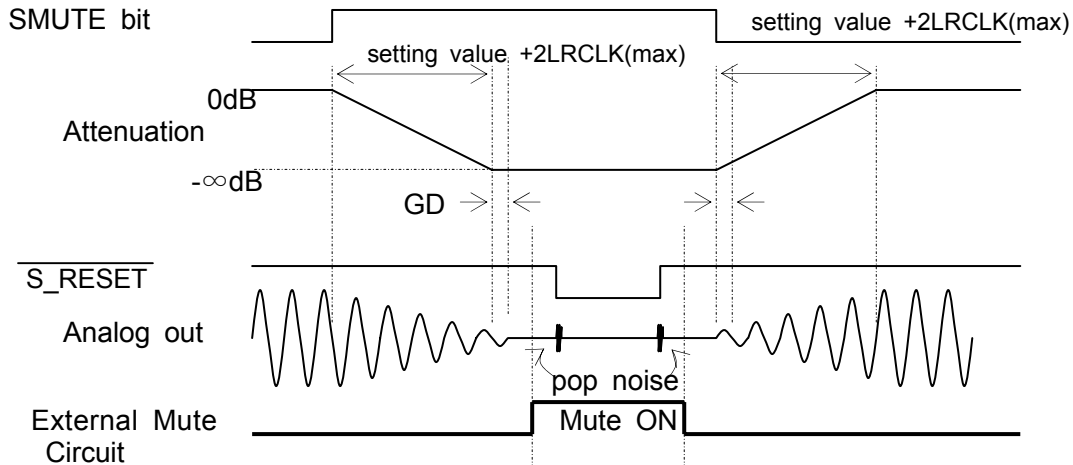 SMUTE bit
setting value +2LRCLK(max)
setting value +2LRCLK(max)
0dB
Attenuation
-∞dB
GD
S_RESET
Analog out
pop noise
External Mute
Circuit
Mute ON